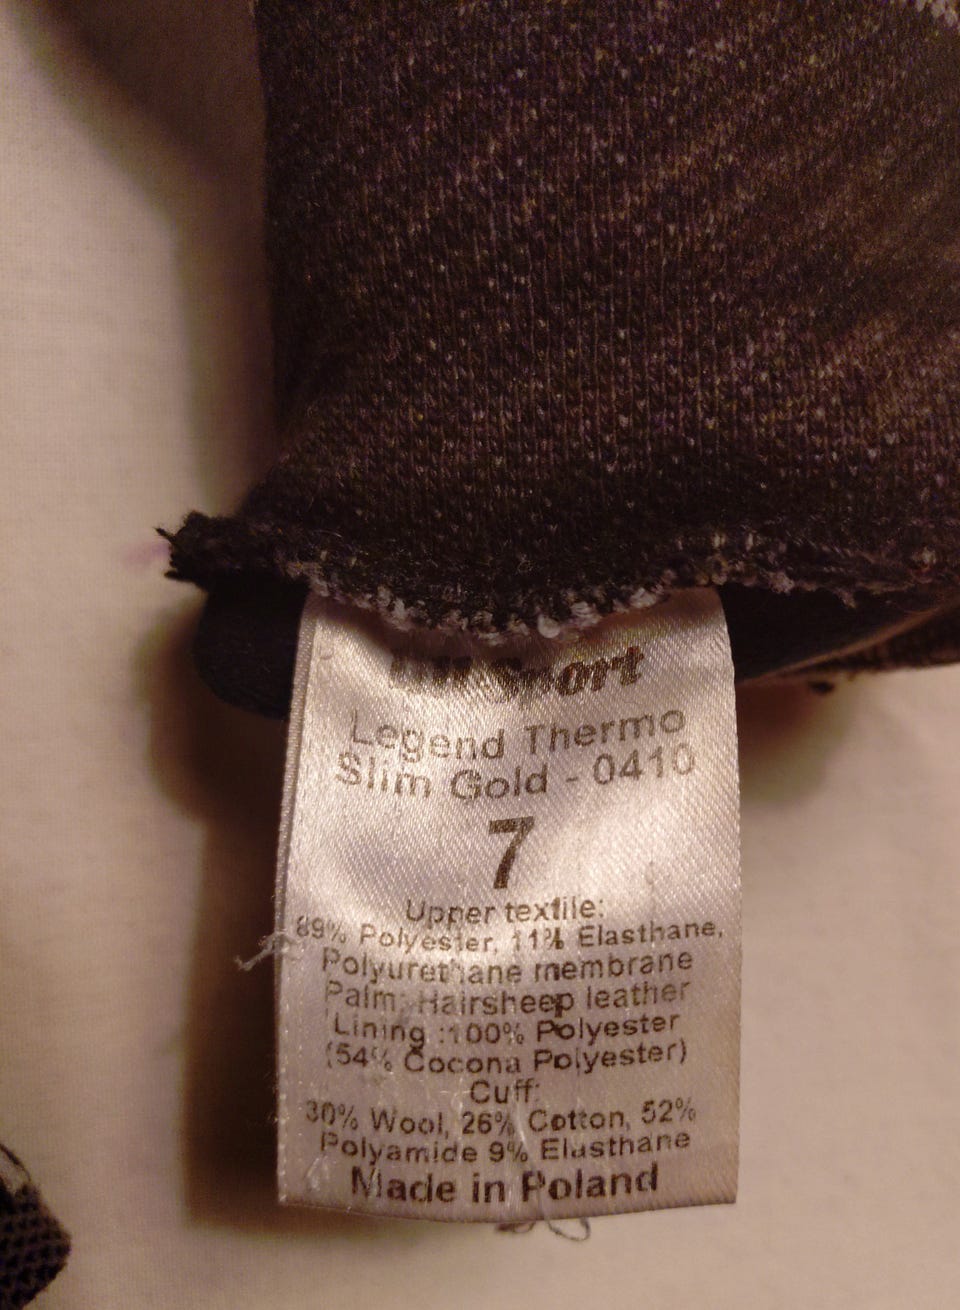 Sport
Legend Thermo
Slim Gold - 0410
7
Upper textile:
89% Polyester, 11% Elasthane,
Polyurethane membrane
Palm: Hairsheep leather
Lining :100% Polyester
(54% Cocona Polyester)
Cuff:
30% Wool, 26% Cotton, 52%
Polyamide 9% Elasthane
Made in Poland